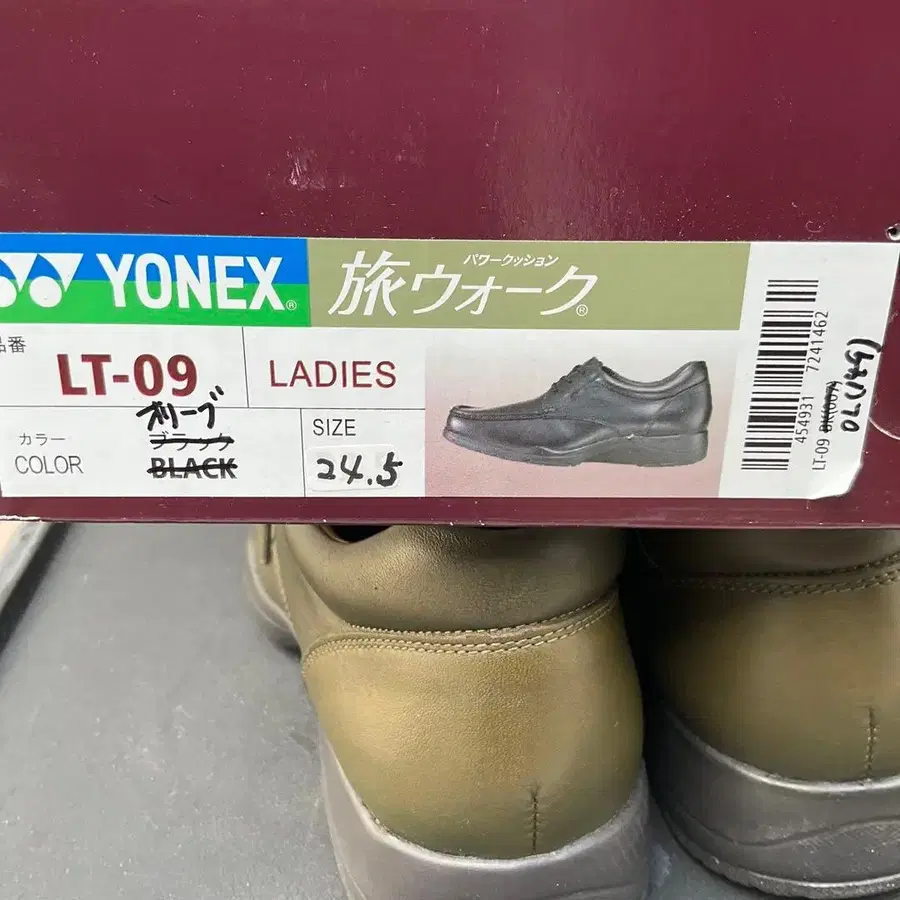 YONEX®
パワークッション
旅ウォーク®
品番
LT-09
LADIES
カラー
COLOR
オリーブ
ブラック
BLACK
SIZE
24.5
454931 7241462
LT-09 BK(007)